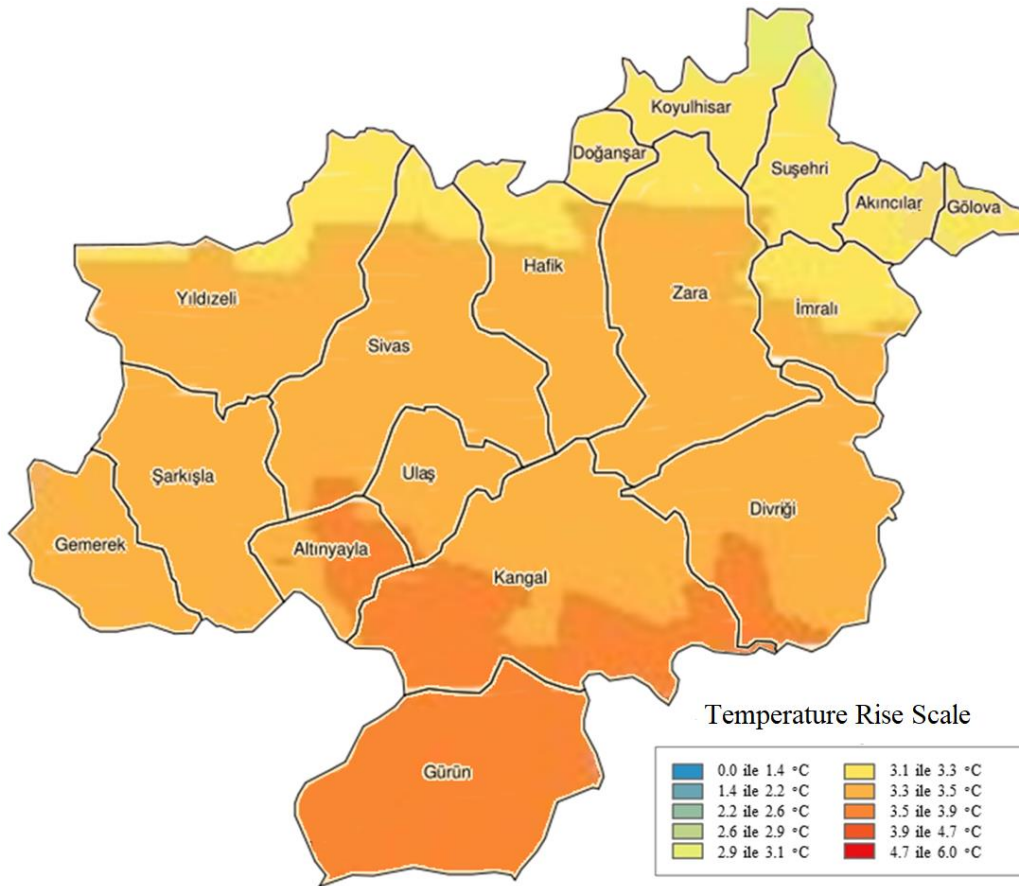 Koyulhisar
Doğanşar
Suşehri
Akıncılar
Gölova
Hafik
Yıldızeli
Zara
İmralı
Sivas
Şarkışla
Ulaş
Divriği
Gemerek
Altınyayla
Kangal
Gürün
Temperature Rise Scale
0.0 ile 1.4 °C
1.4 ile 2.2 °C
2.2 ile 2.6 °C
2.6 ile 2.9 °C
2.9 ile 3.1 °C
3.1 ile 3.3 °C
3.3 ile 3.5 °C
3.5 ile 3.9 °C
3.9 ile 4.7 °C
4.7 ile 6.0 °C